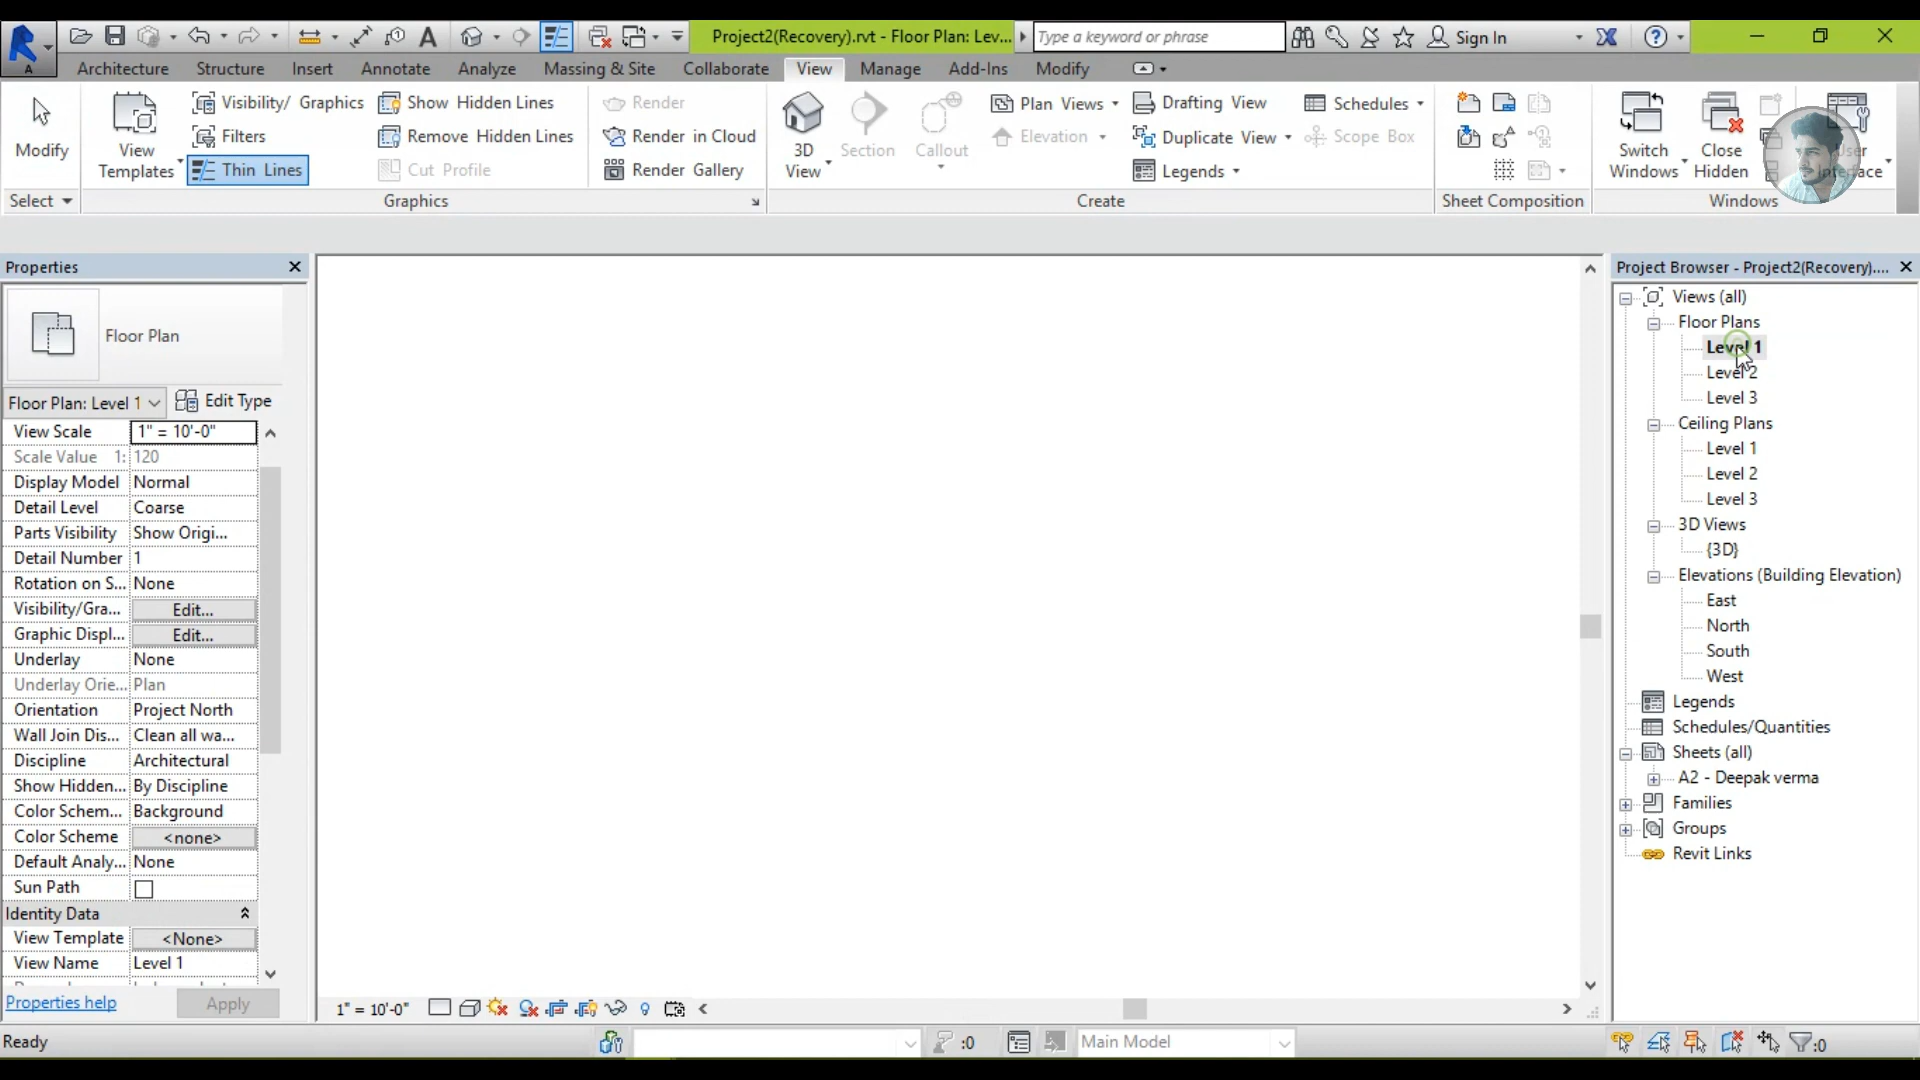 Project2(Recovery).rvt - Floor Plan: Lev...
Type a keyword or phrase
Sign In
A
Architecture Structure Insert Annotate Analyze Massing & Site Collaborate View Manage Add-Ins Modify
Modify
View Templates
Visibility/ Graphics
Filters
Thin Lines
Show Hidden Lines
Remove Hidden Lines
Cut Profile
Render
Render in Cloud
Render Gallery
3D View
Section
Callout
Plan Views
Elevation
Drafting View
Duplicate View
Legends
Schedules
Scope Box
Switch Windows
Close Hidden
Select
Graphics
Create
Sheet Composition
Windows
Properties
Floor Plan
Floor Plan: Level 1
Edit Type
View Scale 1" = 10'-0"
Scale Value 1: 120
Display Model Normal
Detail Level Coarse
Parts Visibility Show Origi...
Detail Number 1
Rotation on S... None
Visibility/Gra... Edit...
Graphic Displ... Edit...
Underlay None
Underlay Orie... Plan
Orientation Project North
Wall Join Dis... Clean all wa...
Discipline Architectural
Show Hidden... By Discipline
Color Schem... Background
Color Scheme <none>
Default Analy... None
Sun Path
Identity Data
View Template <None>
View Name Level 1
Properties help
Apply
1" = 10'-0"
Ready
:0
Main Model
:0
Project Browser - Project2(Recovery)....
Views (all)
Floor Plans
Level 1
Level 2
Level 3
Ceiling Plans
Level 1
Level 2
Level 3
3D Views
{3D}
Elevations (Building Elevation)
East
North
South
West
Legends
Schedules/Quantities
Sheets (all)
A2 - Deepak verma
Families
Groups
Revit Links